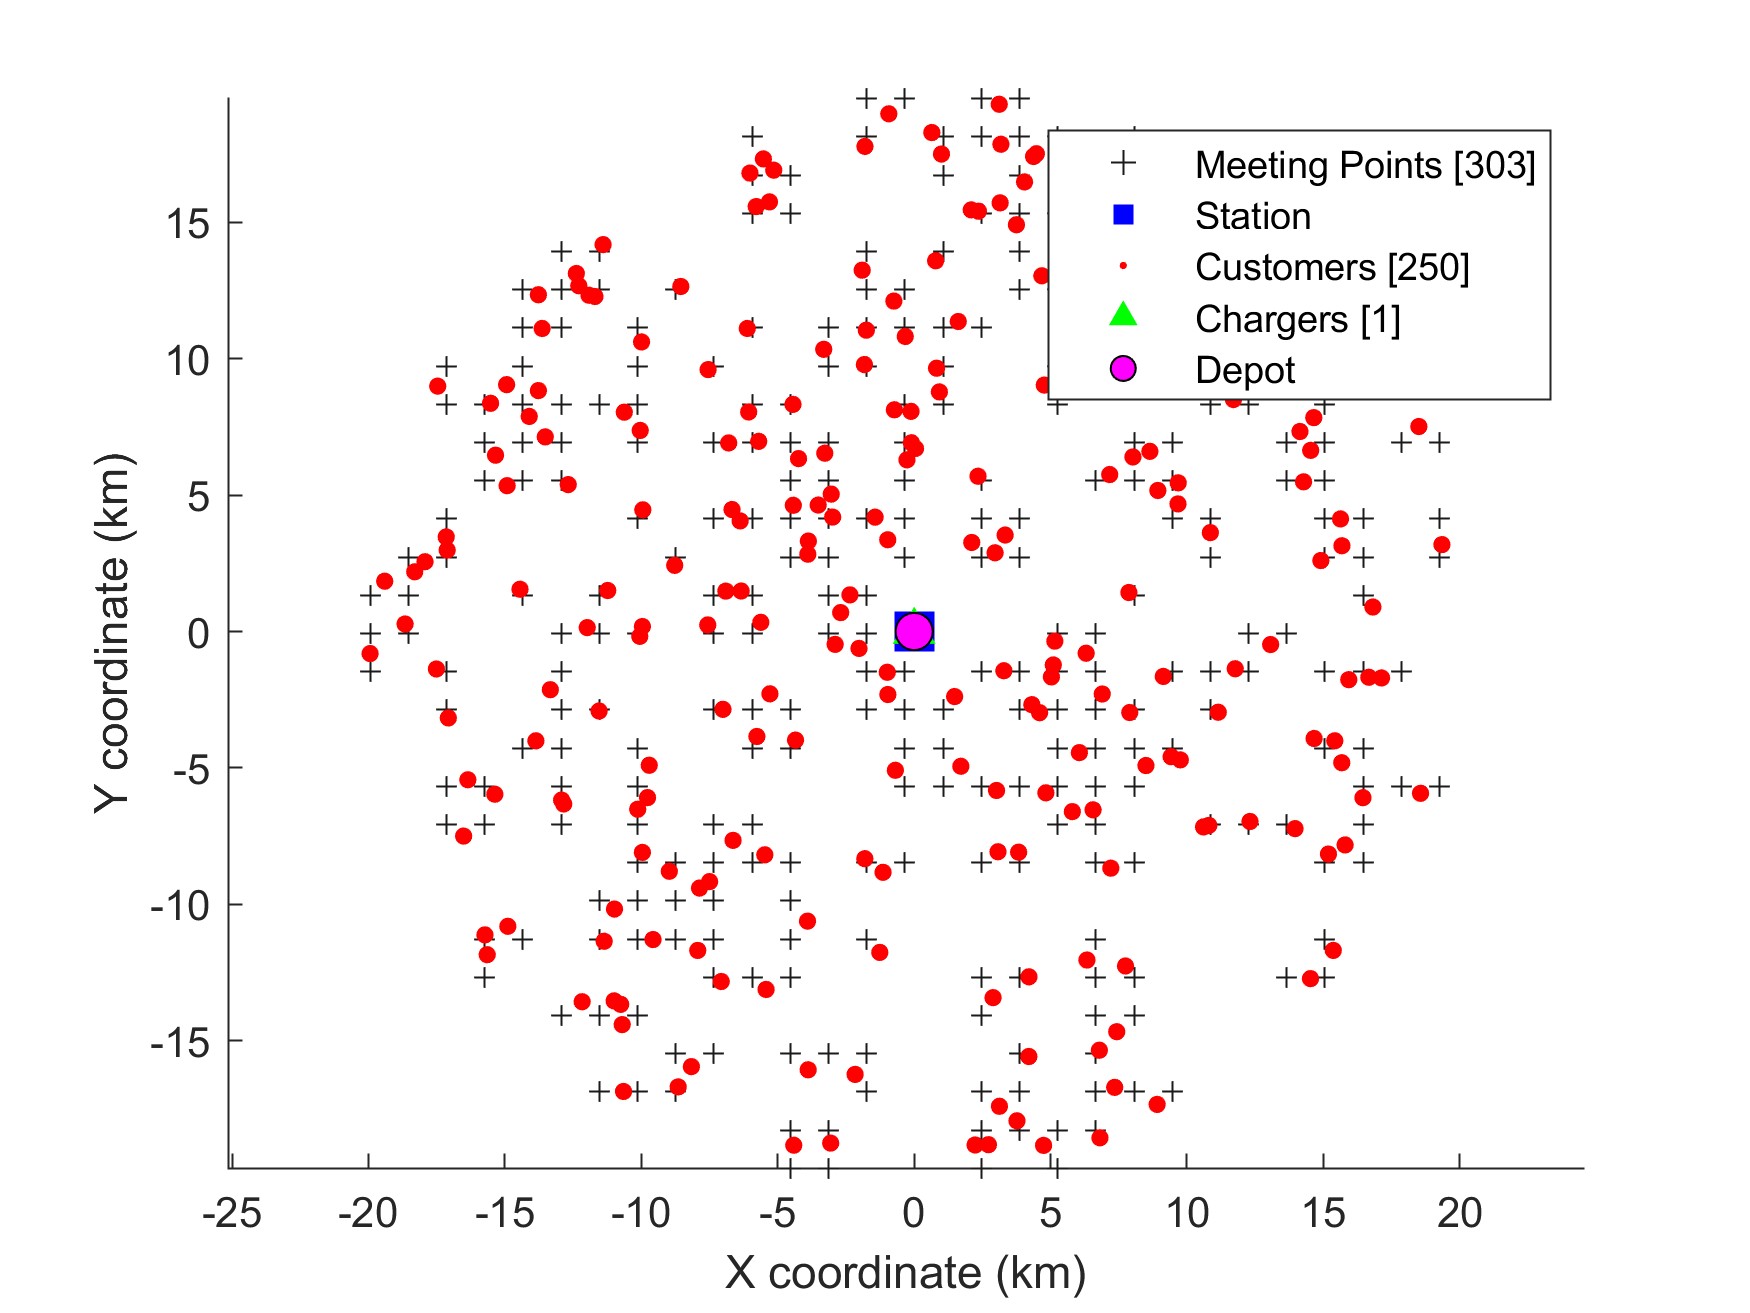 Meeting Points [303]
Station
Customers [250]
Chargers [1]
Depot
15
10
5
0
-5
-10
-15
Y coordinate (km)
-25 -20 -15 -10 -5 0 5 10 15 20
X coordinate (km)